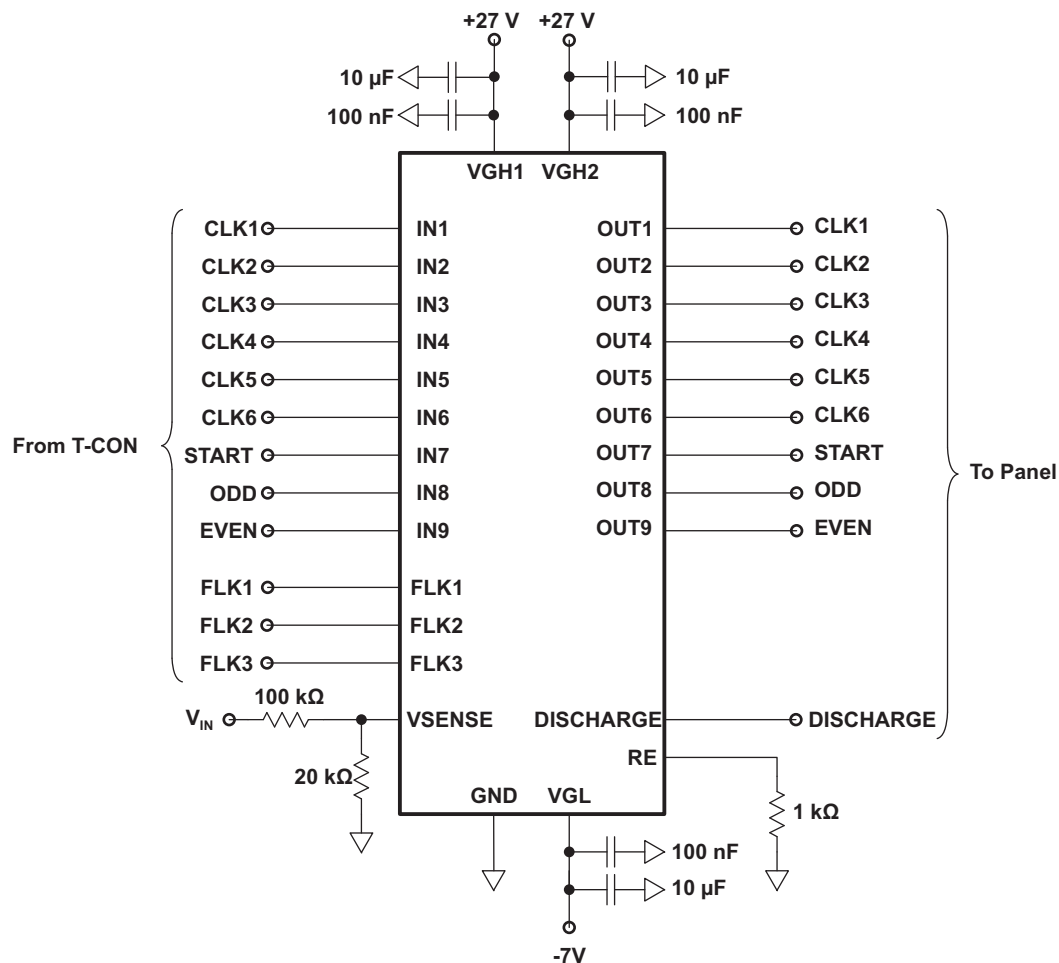 +27 V +27 V
10 µF 10 µF
100 nF 100 nF
VGH1 VGH2
CLK1 IN1 OUT1 CLK1
CLK2 IN2 OUT2 CLK2
CLK3 IN3 OUT3 CLK3
CLK4 IN4 OUT4 CLK4
CLK5 IN5 OUT5 CLK5
CLK6 IN6 OUT6 CLK6
From T-CON
START IN7 OUT7 START
To Panel
ODD IN8 OUT8 ODD
EVEN IN9 OUT9 EVEN
FLK1 FLK1
FLK2 FLK2
FLK3 FLK3
100 kΩ
VIN VSENSE DISCHARGE DISCHARGE
RE
20 kΩ
GND VGL
1 kΩ
100 nF
10 µF
-7V